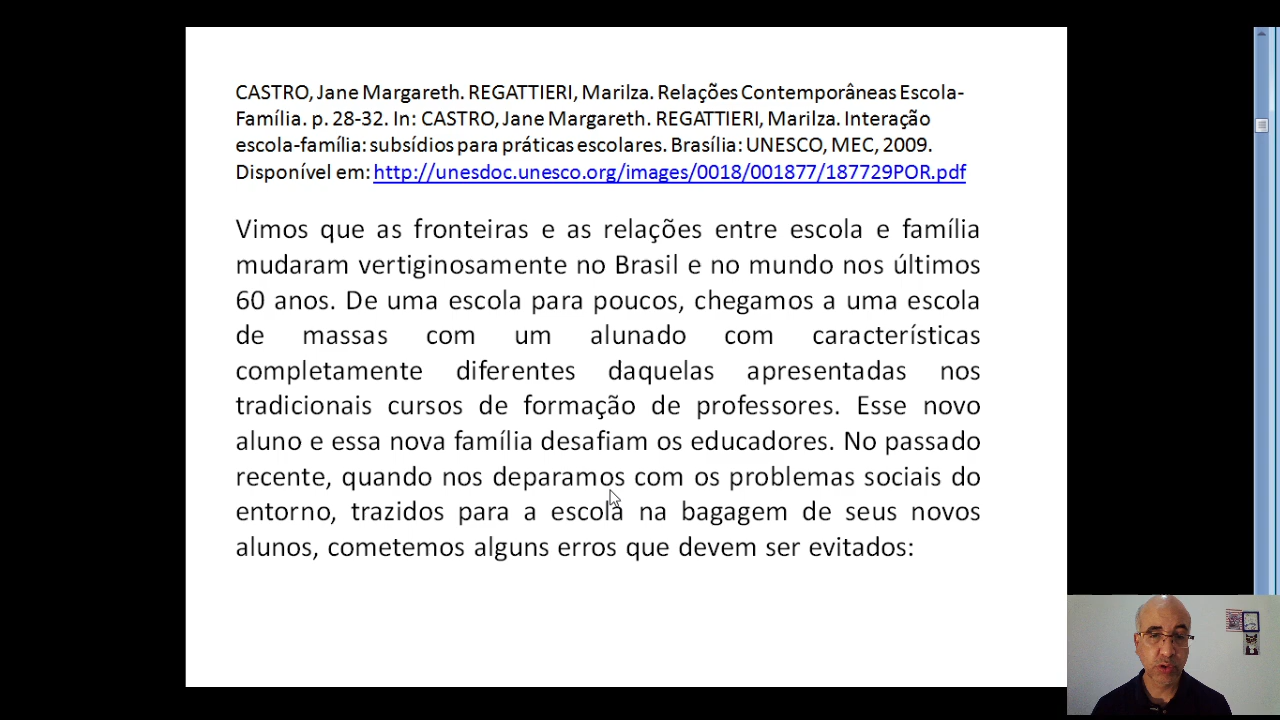 CASTRO, Jane Margareth. REGATTIERI, Marilza. Relações Contemporâneas Escola-
Família. p. 28-32. In: CASTRO, Jane Margareth. REGATTIERI, Marilza. Interação
escola-família: subsídios para práticas escolares. Brasília: UNESCO, MEC, 2009.
Disponível em: http://unesdoc.unesco.org/images/0018/001877/187729POR.pdf
Vimos que as fronteiras e as relações entre escola e família
mudaram vertiginosamente no Brasil e no mundo nos últimos
60 anos. De uma escola para poucos, chegamos a uma escola
de massas com um alunado com características
completamente diferentes daquelas apresentadas nos
tradicionais cursos de formação de professores. Esse novo
aluno e essa nova família desafiam os educadores. No passado
recente, quando nos deparamos com os problemas sociais do
entorno, trazidos para a escola na bagagem de seus novos
alunos, cometemos alguns erros que devem ser evitados: